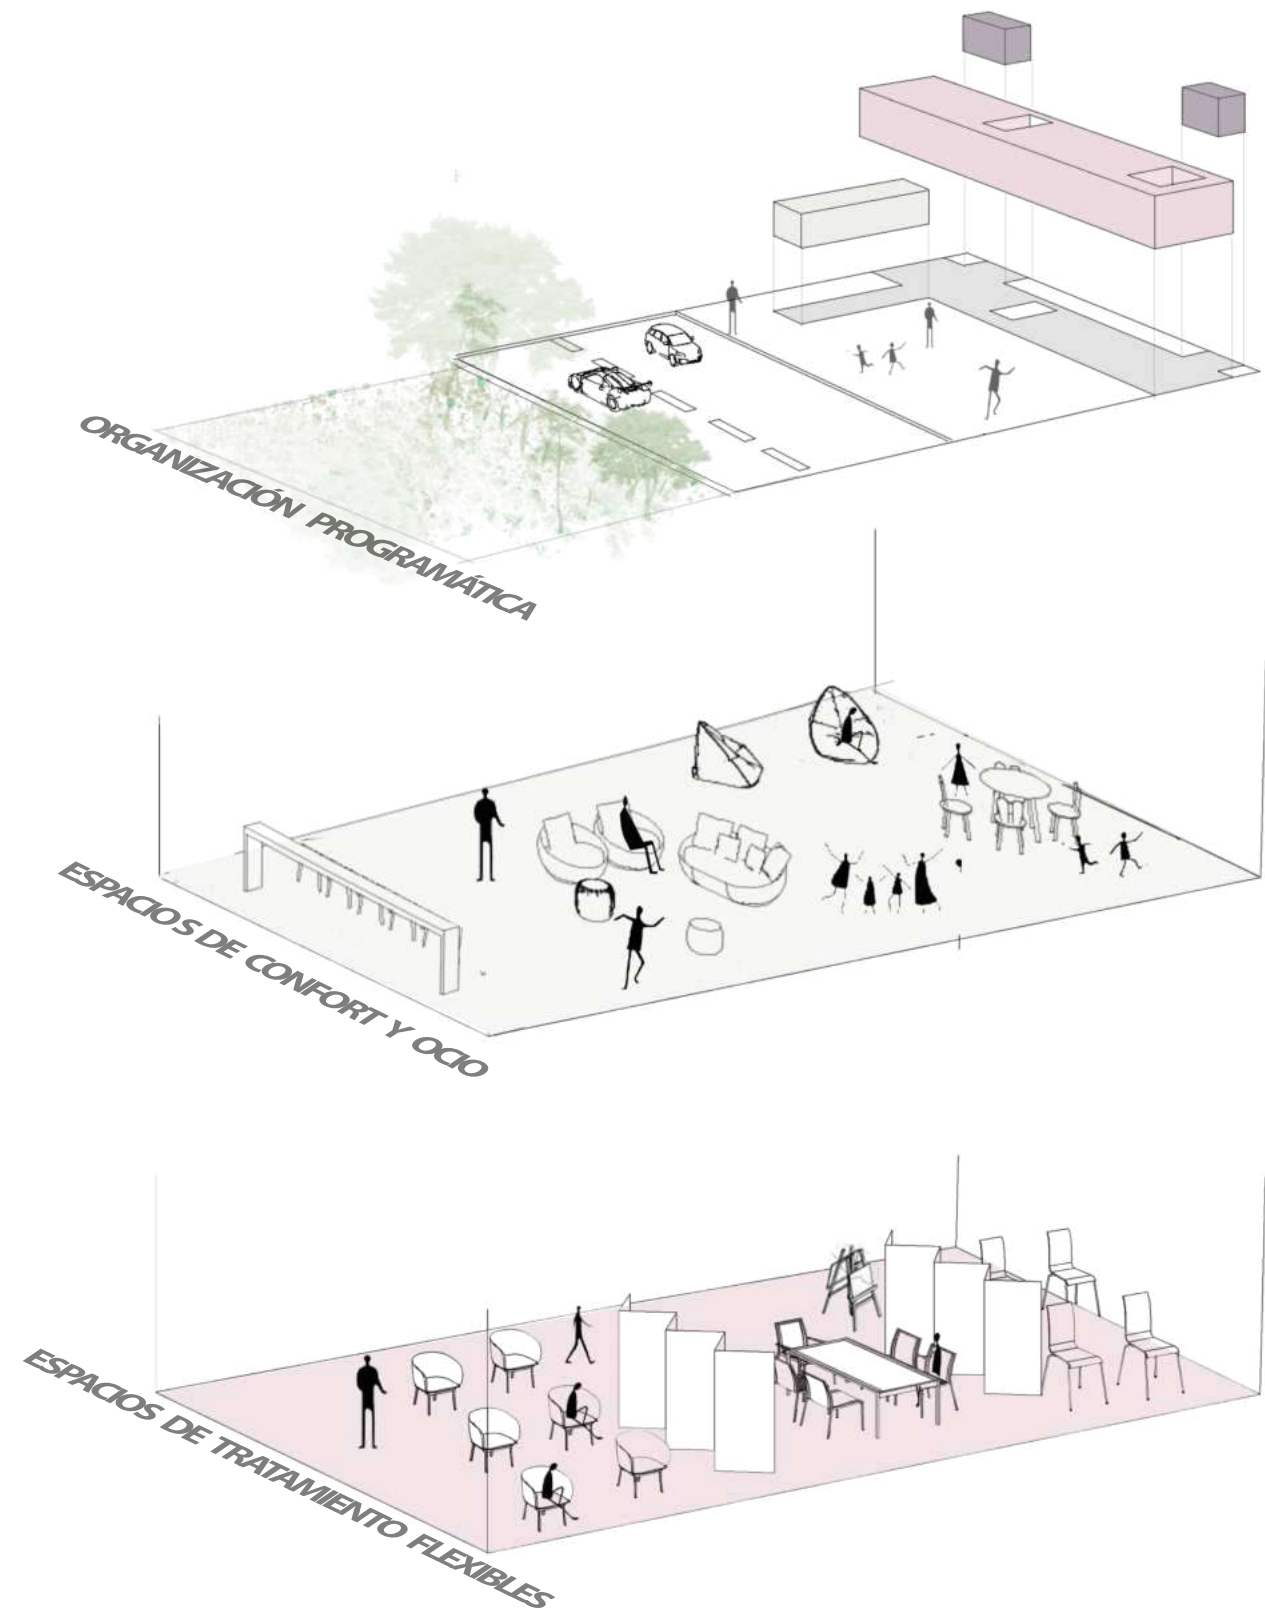 ORGANIZACIÓN PROGRAMÁTICA
ESPACIOS DE CONFORT Y OCIO
ESPACIOS DE TRATAMIENTO FLEXIBLES